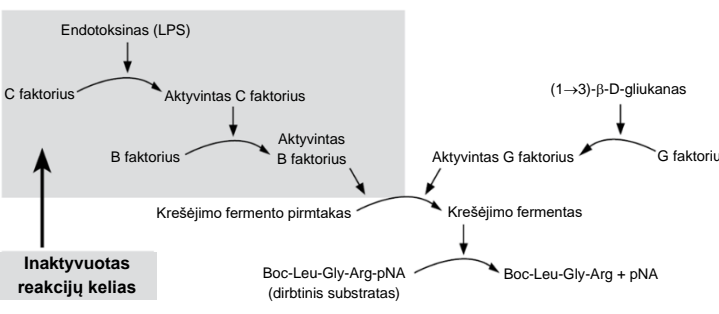 Endotoksinas (LPS)
C faktorius
Aktyvintas C faktorius
(1→3)-β-D-gliukanas
B faktorius
Aktyvintas
B faktorius
Aktyvintas G faktorius
G faktoriu
Krešėjimo fermento pirmtakas
Krešėjimo fermentas
Inaktyvuotas
reakcijų kelias
Boc-Leu-Gly-Arg-pNA
(dirbtinis substratas)
Boc-Leu-Gly-Arg + pNA